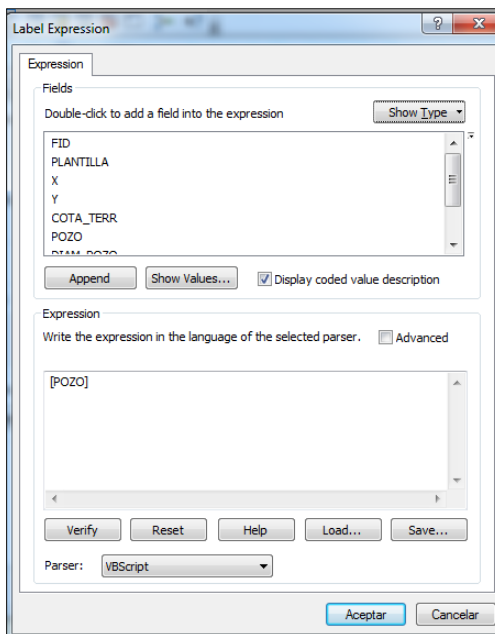 Label Expression
Expression
Fields
Double-click to add a field into the expression
Show Type
FID
PLANTILLA
X
Y
COTA_TERR
POZO
DIAM_POZO
Append
Show Values...
Display coded value description
Expression
Write the expression in the language of the selected parser.
Advanced
[POZO]
Verify
Reset
Help
Load...
Save...
Parser:
VBScript
Aceptar
Cancelar